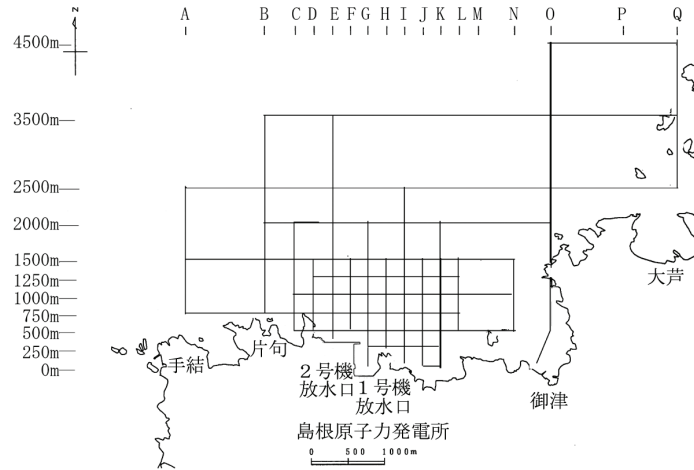 A B C D E F G H I J K L M N O P Q
z
4500m
3500m
2500m
2000m
1500m
1250m
1000m
750m
500m
250m
0m
大芦
片句
手結
2号機
放水口
1号機
放水口
御津
島根原子力発電所
0 500 1000m